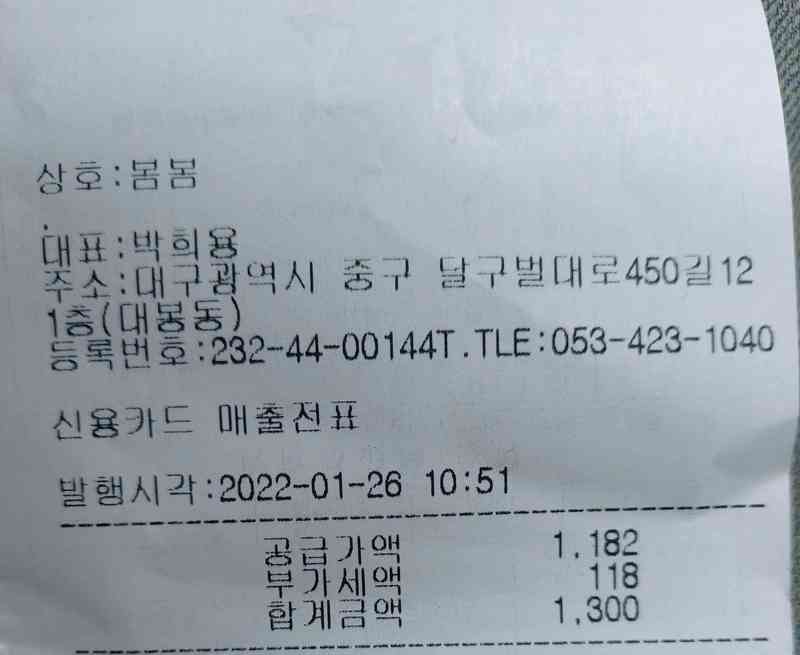 상호:봄봄
.
대표:박희용
주소:대구광역시 중구 달구벌대로450길12
1층(대봉동)
등록번호:232-44-00144T.TLE:053-423-1040
신용카드 매출전표
발행시각:2022-01-26 10:51
공급가액 1,182
부가세액 118
합계금액 1,300